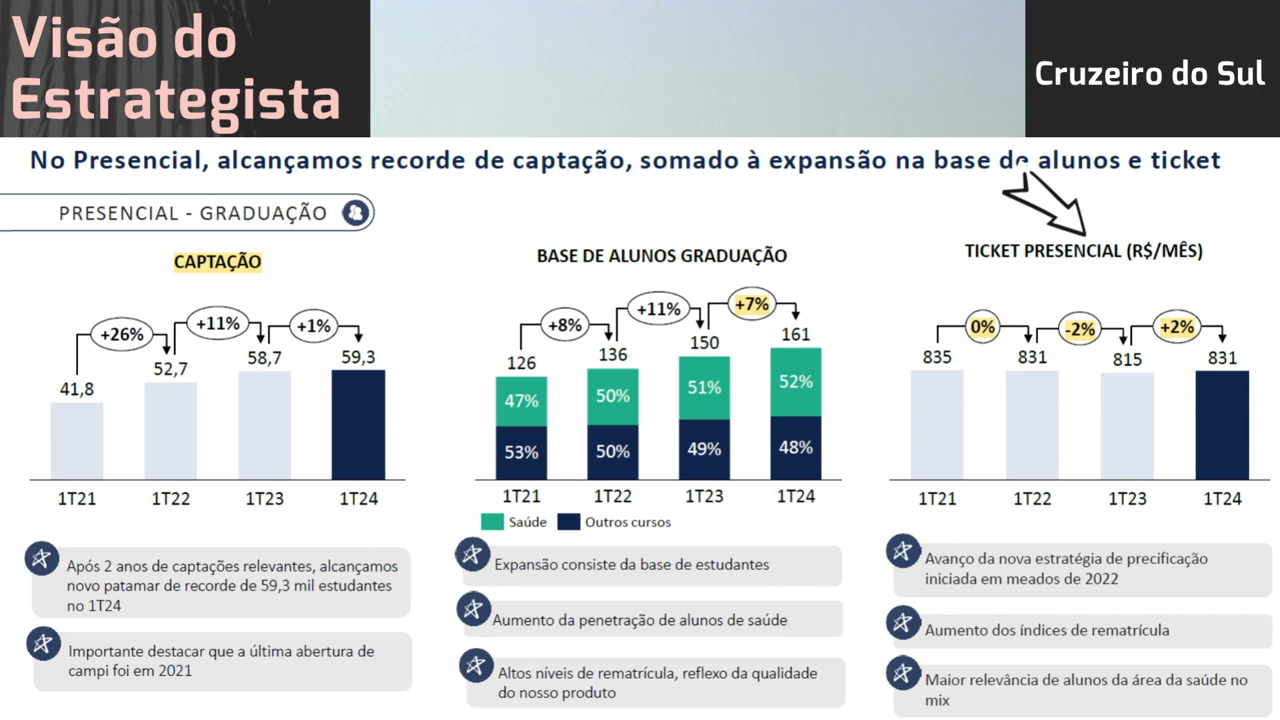 Visão do
Estrategista
Cruzeiro do Sul
No Presencial, alcançamos recorde de captação, somado à expansão na base de alunos e ticket
PRESENCIAL - GRADUAÇÃO
CAPTAÇÃO
+26%
+11%
+1%
41,8
52,7
58,7
59,3
1T21
1T22
1T23
1T24
Após 2 anos de captações relevantes, alcançamos
novo patamar de recorde de 59,3 mil estudantes
no 1T24
Importante destacar que a última abertura de
campi foi em 2021
BASE DE ALUNOS GRADUAÇÃO
+8%
+11%
+7%
126
136
150
161
47%
50%
51%
52%
53%
50%
49%
48%
1T21
1T22
1T23
1T24
Saúde
Outros cursos
Expansão consiste da base de estudantes
Aumento da penetração de alunos de saúde
Altos níveis de rematrícula, reflexo da qualidade
do nosso produto
TICKET PRESENCIAL (R$/MÊS)
0%
-2%
+2%
835
831
815
831
1T21
1T22
1T23
1T24
Avanço da nova estratégia de precificação
iniciada em meados de 2022
Aumento dos índices de rematrícula
Maior relevância de alunos da área da saúde no
mix